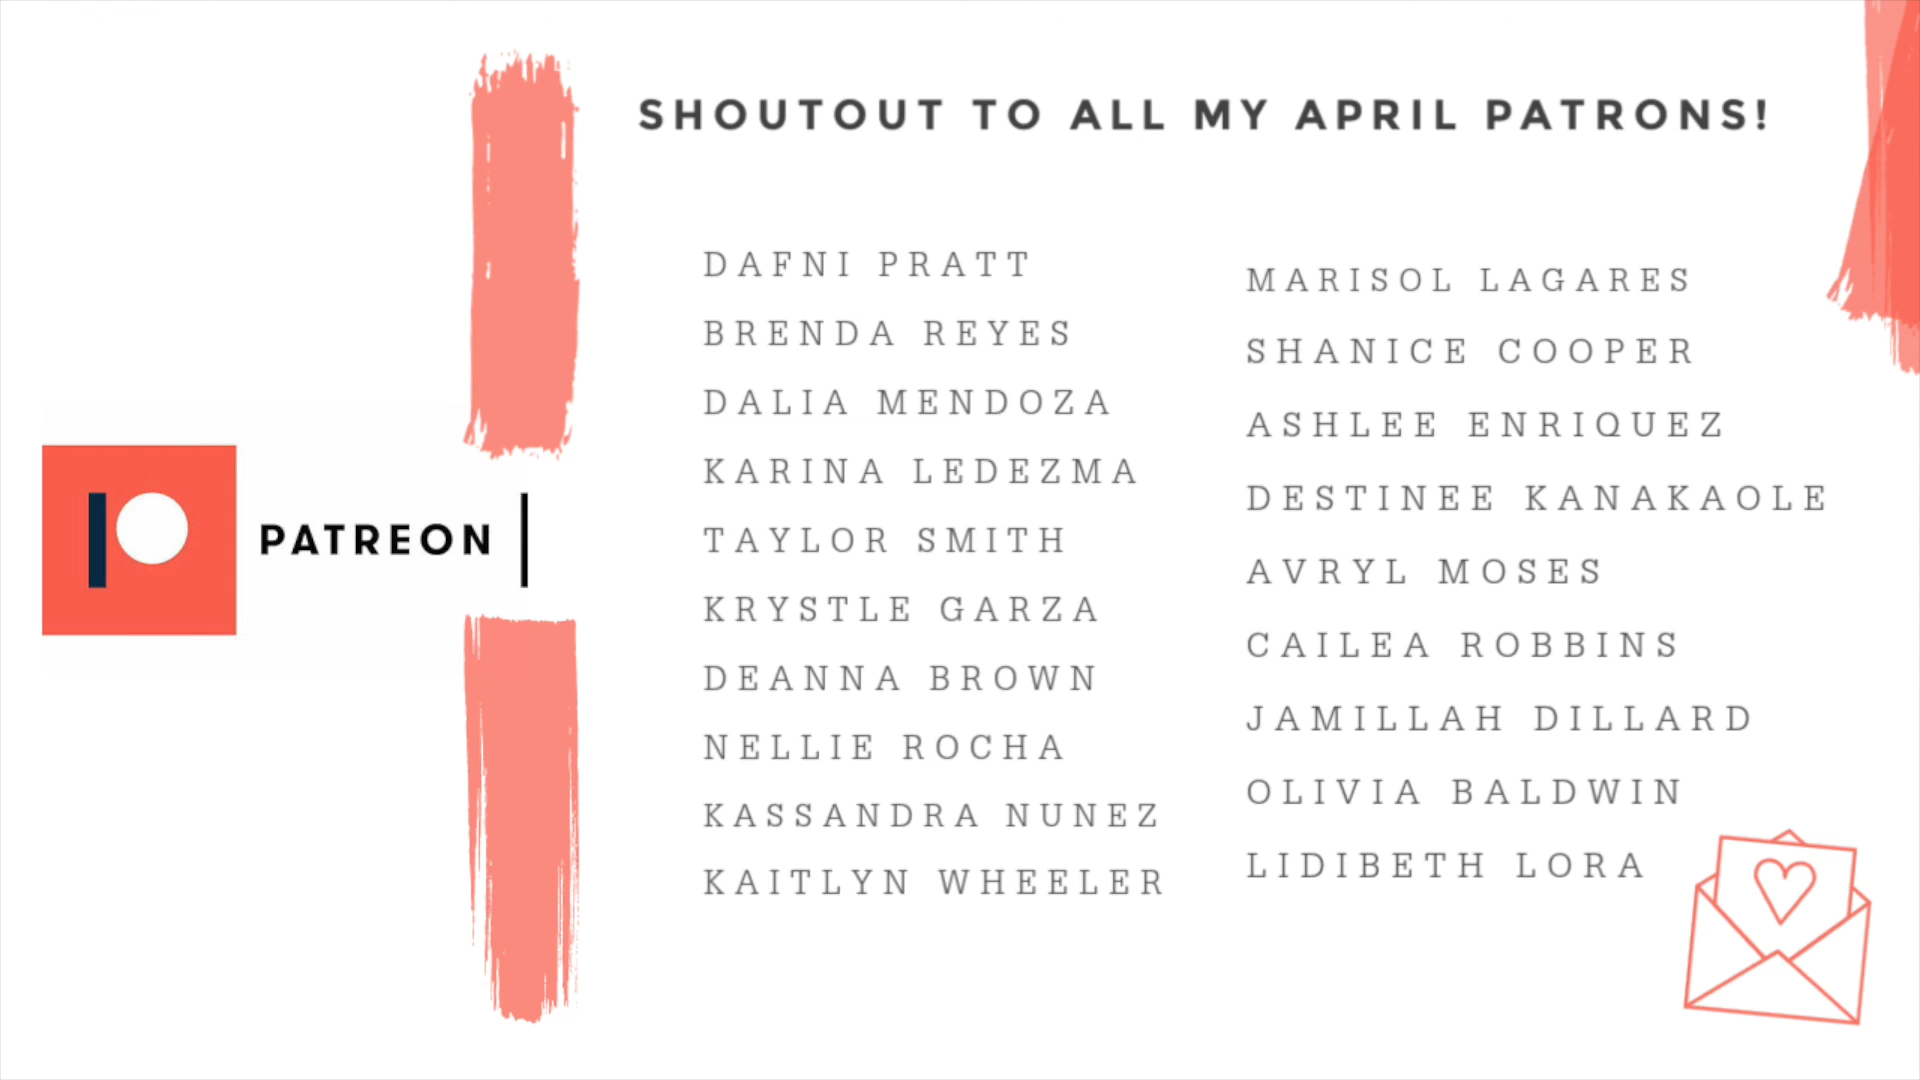 SHOUTOUT TO ALL MY APRIL PATRONS!
PATREON
DAFNI PRATT
BRENDA REYES
DALIA MENDOZA
KARINA LEDEZMA
TAYLOR SMITH
KRYSTLE GARZA
DEANNA BROWN
NELLIE ROCHA
KASSANDRA NUNEZ
KAITLYN WHEELER
MARISOL LAGARES
SHANICE COOPER
ASHLEE ENRIQUEZ
DESTINEE KANAKAOLE
AVRYL MOSES
CAILEA ROBBINS
JAMILLAH DILLARD
OLIVIA BALDWIN
LIDIBETH LORA